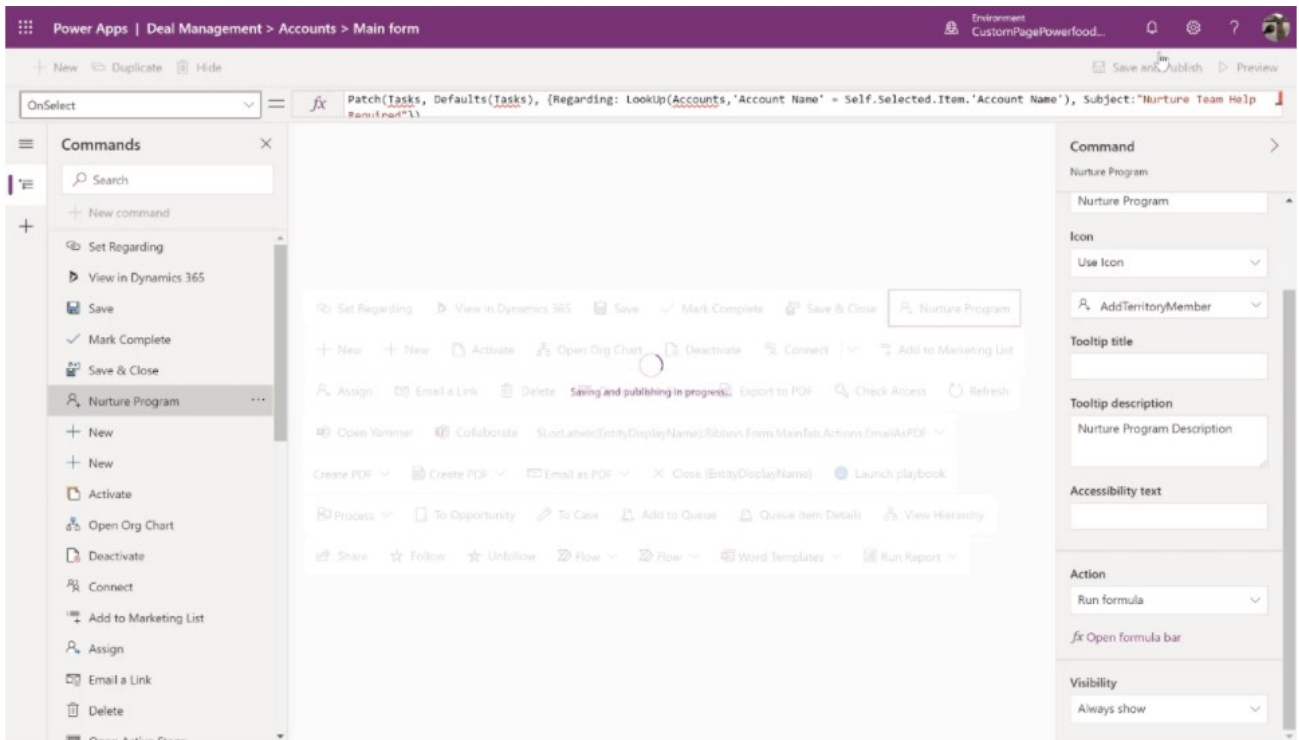 Power Apps | Deal Management > Accounts > Main form
Environment
CustomPagePowerfood...
New Duplicate Hide
Save and Publish Preview
OnSelect = fx Patch(Tasks, Defaults(Tasks), {Regarding: LookUp(Accounts,'Account Name' = Self.Selected.Item.'Account Name'), Subject:"Nurture Team Help
Required"})
Commands
Search
New command
Set Regarding
View in Dynamics 365
Save
Mark Complete
Save & Close
Nurture Program ...
New
New
Activate
Open Org Chart
Deactivate
Connect
Add to Marketing List
Assign
Email a Link
Delete
Set Regarding View in Dynamics 365 Save Mark Complete Save & Close Nurture Program
New New Activate Open Org Chart Deactivate Connect Add to Marketing List
Assign Email a Link Delete Export to PDF Check Access Refresh
Saving and publishing in progress...
Open Yammer Collaborate $LocLabels:EntityDisplayName):Ribbon.Form.MainTab.Actions.EmailAsPDF
Create PDF Create PDF Email as PDF Close {EntityDisplayName} Launch playbook
Process To Opportunity To Case Add to Queue Queue Item Details View Hierarchy
Share Follow Unfollow Flow Flow Word Templates Run Report
Command
Nurture Program
Nurture Program
Icon
Use Icon
AddTerritoryMember
Tooltip title
Tooltip description
Nurture Program Description
Accessibility text
Action
Run formula
fx Open formula bar
Visibility
Always show